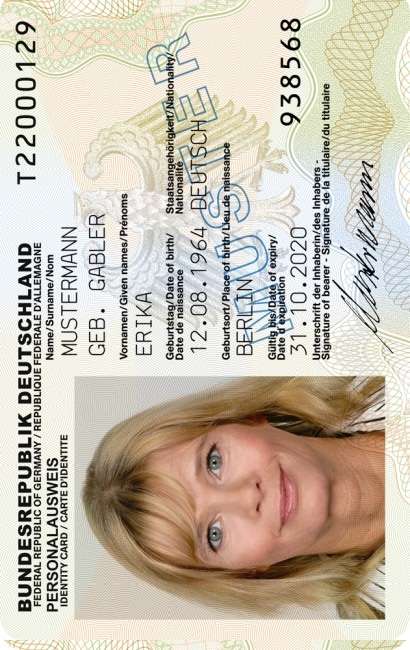 BUNDESREPUBLIK DEUTSCHLAND
FEDERAL REPUBLIC OF GERMANY / RÉPUBLIQUE FÉDÉRALE D'ALLEMAGNE
PERSONALAUSWEIS
IDENTITY CARD / CARTE D'IDENTITÉ
T22000129
Name/Surname/Nom
MUSTERMANN
GEB. GABLER
Vornamen/Given names/Prénoms
ERIKA
Geburtstag/Date of birth/
Date de naissance
Staatsangehörigkeit/Nationality/
Nationalité
12.08.1964 DEUTSCH
Geburtsort/Place of birth/Lieu de naissance
BERLIN
Gültig bis/Date of expiry/
Date d'expiration
31.10.2020
938568
Unterschrift der Inhaberin/des Inhabers -
Signature of bearer - Signature de la titulaire/du titulaire
Mustermann
MUSTER